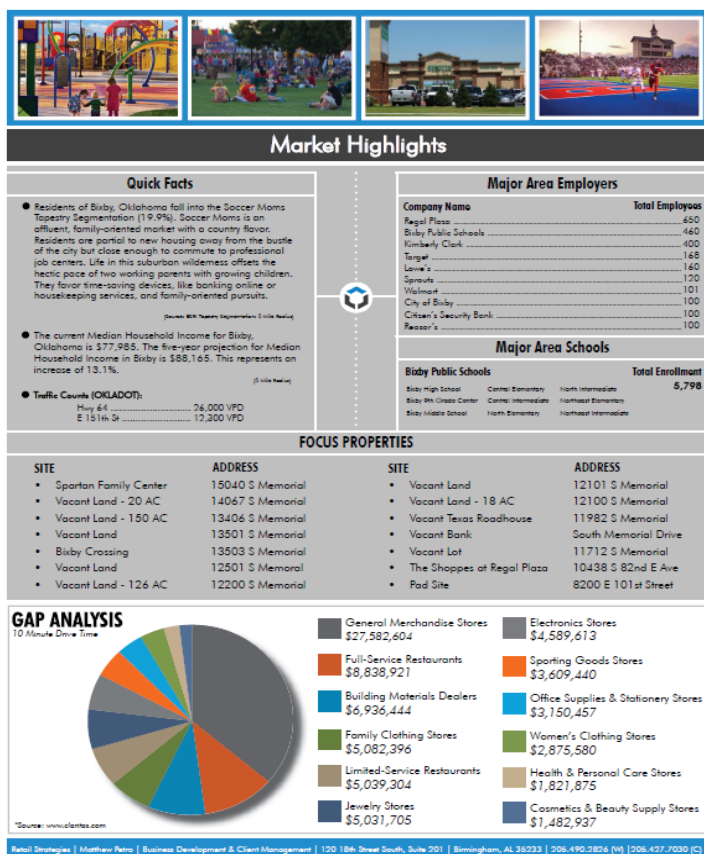 Market Highlights
Quick Facts
Residents of Bixby, Oklahoma fall into the Soccer Moms
Tapestry Segmentation (19.9%). Soccer Moms is an
affluent, family-oriented market with a country flavor.
Residents are partial to new housing away from the bustle
of the city but close enough to commute to professional
job centers. Life in this suburban wilderness offsets the
hectic pace of two working parents with growing children.
They favor time-saving devices, like banking online or
housekeeping services, and family-oriented pursuits.
(Source: ESRI Tapestry Segmentation 5 Mile Radius)
The current Median Household Income for Bixby,
Oklahoma is $77,985. The five-year projection for Median
Household Income in Bixby is $88,165. This represents an
increase of 13.1%.
(5 Mile Radius)
Traffic Counts (OKLADOT):
Hwy 64 ................................ 26,000 VPD
E 151th St ............................ 12,300 VPD
Major Area Employers
Company Name Total Employees
Regal Plaza 650
Bixby Public Schools 460
Kimberly Clark 400
Target 168
Lowe's 160
Sprouts 120
Walmart 101
City of Bixby 100
Citizen's Security Bank 100
Reasor's 100
Major Area Schools
Bixby Public Schools Total Enrollment
5,798
Bixby High School Central Elementary North Intermediate
Bixby 9th Grade Center Central Intermediate Northeast Elementary
Bixby Middle School North Elementary Northeast Intermediate
FOCUS PROPERTIES
SITE ADDRESS SITE ADDRESS
• Spartan Family Center 15040 S Memorial • Vacant Land 12101 S Memorial
• Vacant Land - 20 AC 14067 S Memorial • Vacant Land - 18 AC 12100 S Memorial
• Vacant Land - 150 AC 13406 S Memorial • Vacant Texas Roadhouse 11982 S Memorial
• Vacant Land 13501 S Memorial • Vacant Bank South Memorial Drive
• Bixby Crossing 13503 S Memorial • Vacant Lot 11712 S Memorial
• Vacant Land 12501 S Memoral • The Shoppes at Regal Plaza 10438 S 82nd E Ave
• Vacant Land - 126 AC 12200 S Memorial • Pad Site 8200 E 101st Street
GAP ANALYSIS
10 Minute Drive Time
General Merchandise Stores
$27,582,604
Full-Service Restaurants
$8,838,921
Building Materials Dealers
$6,936,444
Family Clothing Stores
$5,082,396
Limited-Service Restaurants
$5,039,304
Jewelry Stores
$5,031,705
Electronics Stores
$4,589,613
Sporting Goods Stores
$3,609,440
Office Supplies & Stationery Stores
$3,150,457
Women's Clothing Stores
$2,875,580
Health & Personal Care Stores
$1,821,875
Cosmetics & Beauty Supply Stores
$1,482,937
*Source: www.claritas.com
Retail Strategies | Matthew Petro | Business Development & Client Management | 120 18th Street South, Suite 201 | Birmingham, AL 35233 | 205.490.2826 (W) | 205.427.7030 (C)